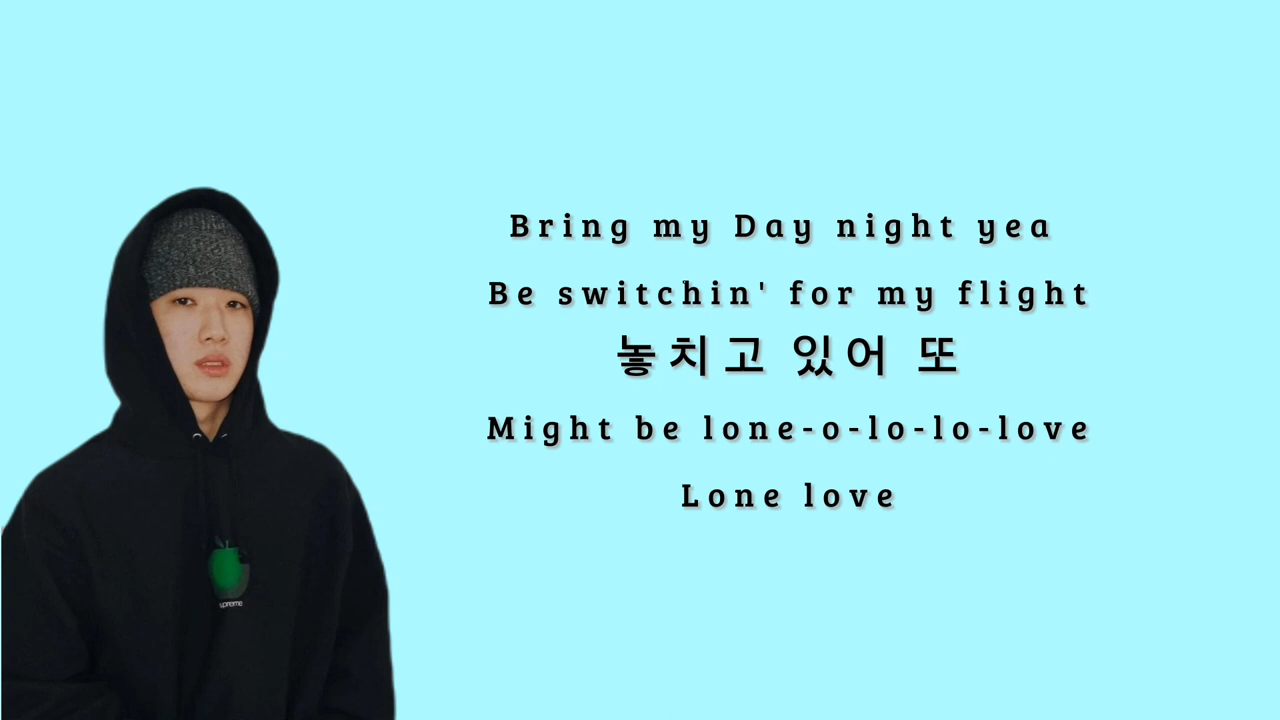 Bring my Day night yea
Be switchin' for my flight
놓치고 있어 또
Might be lone-o-lo-lo-love
Lone love
upreme